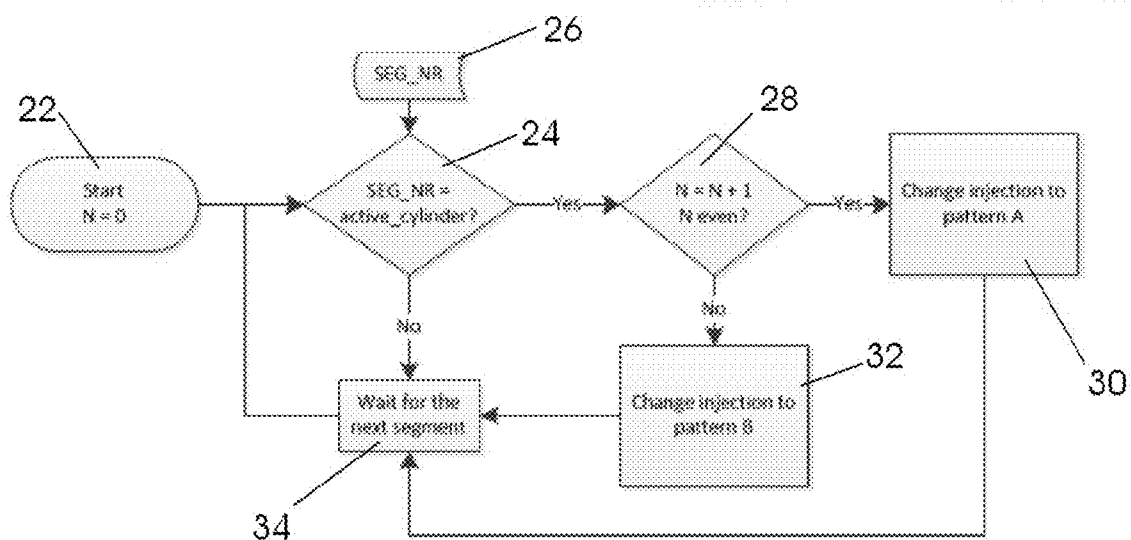 26
SEG_NR
22
24
28
Start
N = 0
SEG_NR =
active_cylinder?
Yes
N = N + 1
N even?
Yes
Change injection to
pattern A
No
No
32
30
Wait for the
next segment
Change injection to
pattern B
34